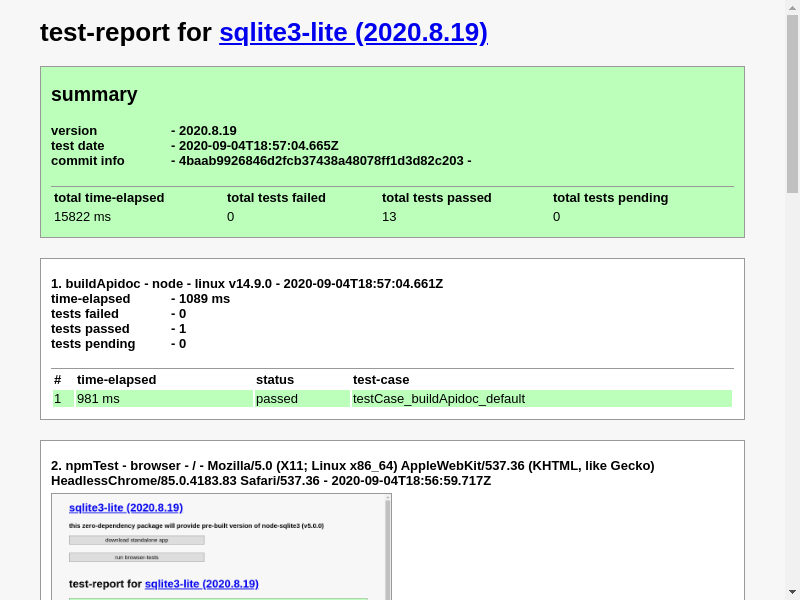 test-report for sqlite3-lite (2020.8.19)
summary
version - 2020.8.19
test date - 2020-09-04T18:57:04.665Z
commit info - 4baab9926846d2fcb37438a48078ff1d3d82c203 -
total time-elapsed total tests failed total tests passed total tests pending
15822 ms 0 13 0
1. buildApidoc - node - linux v14.9.0 - 2020-09-04T18:57:04.661Z
time-elapsed - 1089 ms
tests failed - 0
tests passed - 1
tests pending - 0
# time-elapsed status test-case
1 981 ms passed testCase_buildApidoc_default
2. npmTest - browser - / - Mozilla/5.0 (X11; Linux x86_64) AppleWebKit/537.36 (KHTML, like Gecko)
HeadlessChrome/85.0.4183.83 Safari/537.36 - 2020-09-04T18:56:59.717Z
sqlite3-lite (2020.8.19)
this zero-dependency package will provide pre-built version of node-sqlite3 (v5.0.0)
download standalone app
run browser-tests
test-report for sqlite3-lite (2020.8.19)